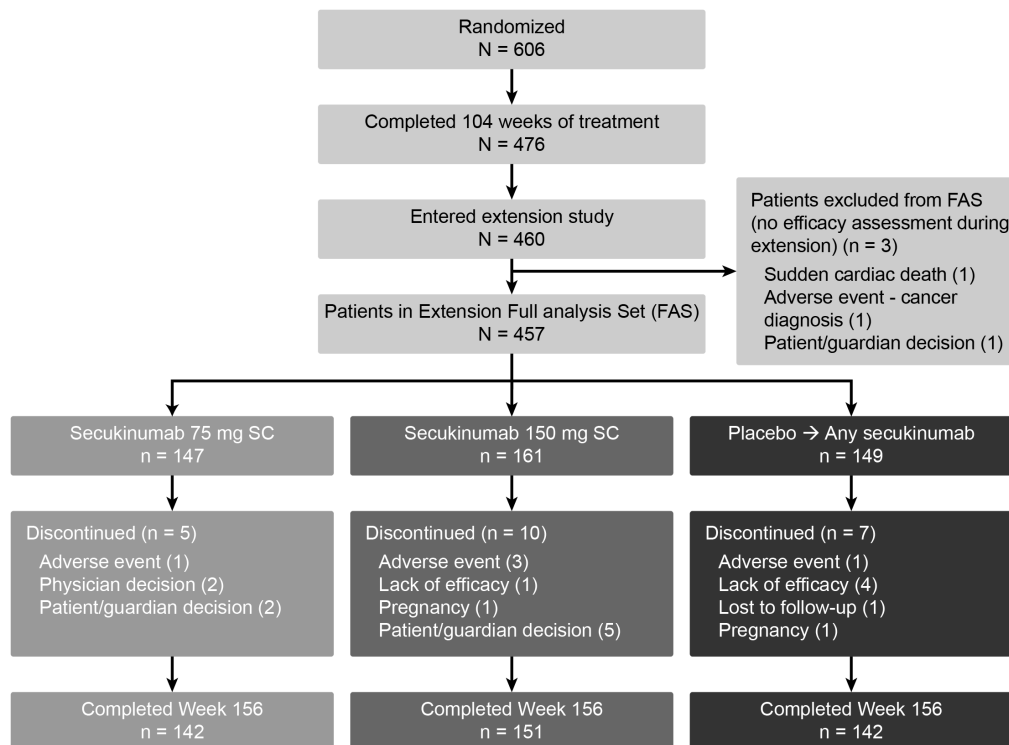 Randomized
N = 606
Completed 104 weeks of treatment
N = 476
Entered extension study
N = 460
Patients excluded from FAS
(no efficacy assessment during
extension) (n = 3)
Sudden cardiac death (1)
Adverse event - cancer
diagnosis (1)
Patient/guardian decision (1)
Patients in Extension Full analysis Set (FAS)
N = 457
Secukinumab 75 mg SC
n = 147
Secukinumab 150 mg SC
n = 161
Placebo → Any secukinumab
n = 149
Discontinued (n = 5)
Adverse event (1)
Physician decision (2)
Patient/guardian decision (2)
Discontinued (n = 10)
Adverse event (3)
Lack of efficacy (1)
Pregnancy (1)
Patient/guardian decision (5)
Discontinued (n = 7)
Adverse event (1)
Lack of efficacy (4)
Lost to follow-up (1)
Pregnancy (1)
Completed Week 156
n = 142
Completed Week 156
n = 151
Completed Week 156
n = 142